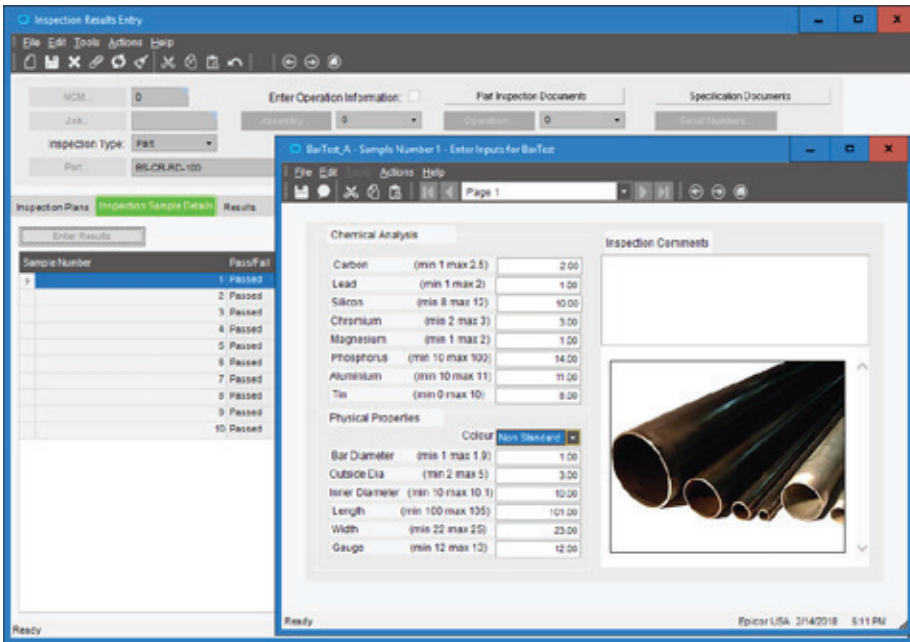 Inspection Results Entry
File Edit Tools Actions Help
NCM... 0 Enter Operation Information: Part Inspection Documents Specification Documents
Job... Assembly... 0 Operation... 0 Serial Numbers...
Inspection Type: Part
Part... BS-CR-RD-100
Inspection Plans Inspection Sample Details Results
Enter Results
Sample Number Pass/Fail
1 Passed
2 Passed
3 Passed
4 Passed
5 Passed
6 Passed
7 Passed
8 Passed
9 Passed
10 Passed
Ready
BarTest_A - Sample Number 1 - Enter Inputs for BarTest
File Edit Tools Actions Help
Page 1
Chemical Analysis
Carbon (min 1 max 2.5) 2.00
Lead (min 1 max 2) 1.00
Silicon (min 8 max 12) 10.00
Chromium (min 2 max 3) 3.00
Magnesium (min 1 max 2) 1.00
Phosphorus (min 10 max 100) 14.00
Aluminium (min 10 max 11) 11.00
Tin (min 0 max 10) 8.00
Physical Properties
Colour Non Standard
Bar Diameter (min 1 max 1.9) 1.00
Outside Dia (min 2 max 5) 3.00
Inner Diameter (min 10 max 10.1) 10.00
Length (min 100 max 105) 101.00
Width (min 22 max 25) 23.00
Gauge (min 12 max 13) 12.00
Inspection Comments
Ready Epicor USA 2/14/2018 5:11 PM